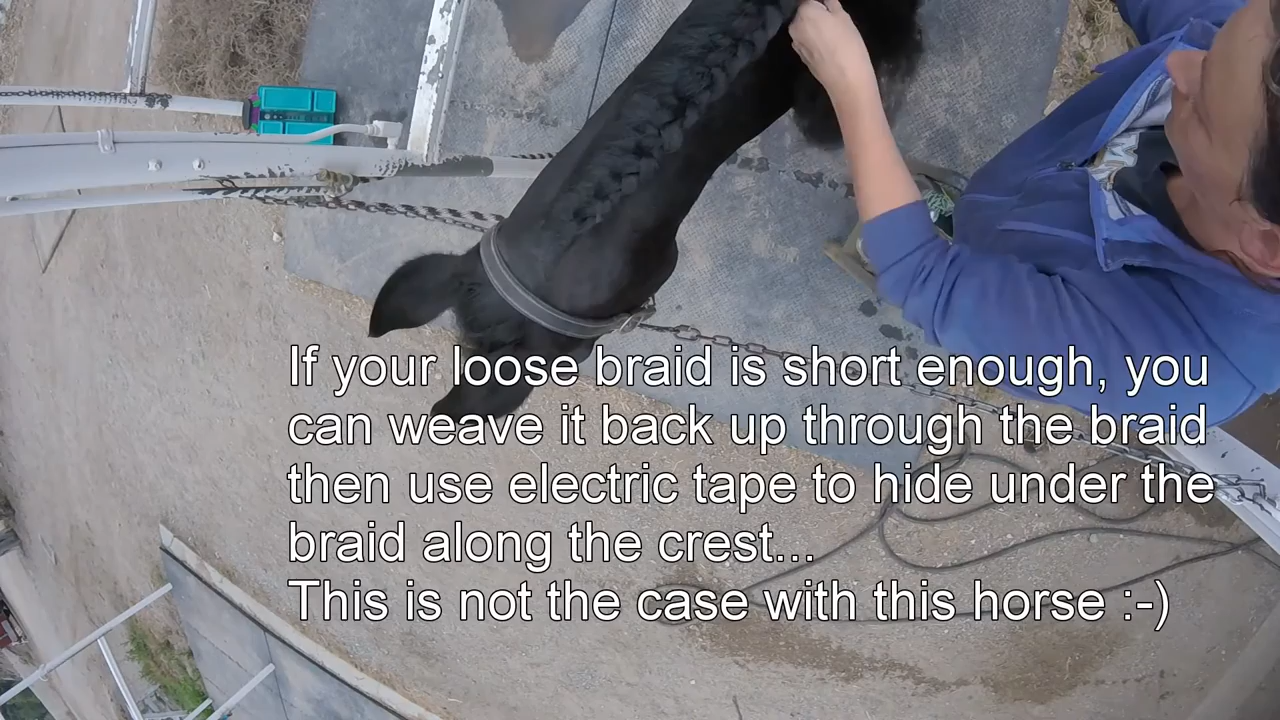 If your loose braid is short enough, you
can weave it back up through the braid
then use electric tape to hide under the
braid along the crest...
This is not the case with this horse :-)
M